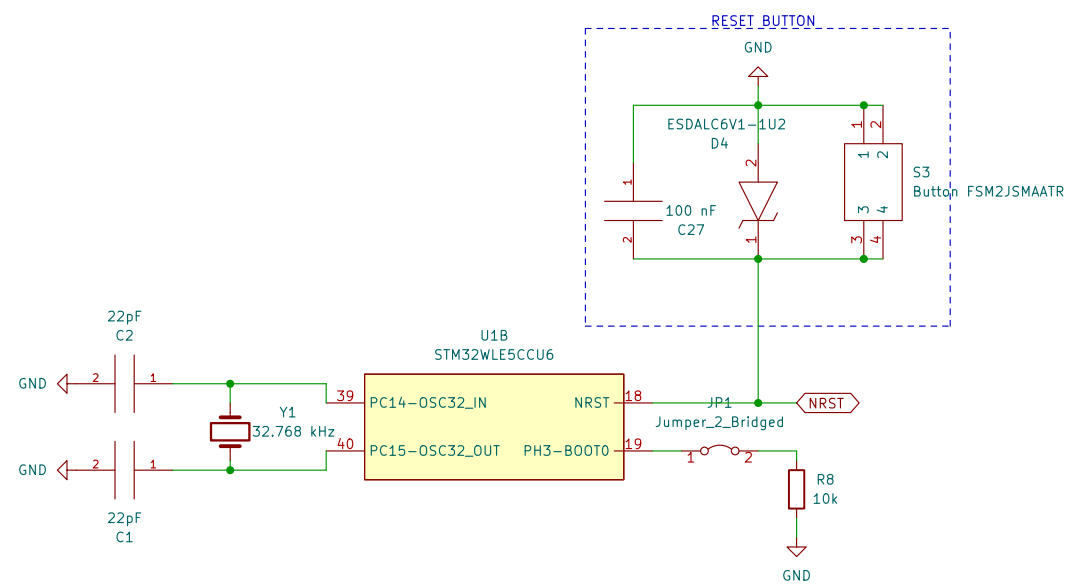 RESET BUTTON
GND
ESDALC6V1-1U2
D4
1
2
1
2
2
1
1
2
3
4
3
4
S3
Button FSM2JSMAATR
100 nF
C27
1
2
22pF
C2
GND
2
1
Y1
32.768 kHz
GND
2
1
22pF
C1
U1B
STM32WLE5CCU6
39
PC14-OSC32_IN
40
PC15-OSC32_OUT
NRST
18
PH3-BOOT0
19
JP1
Jumper_2_Bridged
NRST
1
2
R8
10k
GND